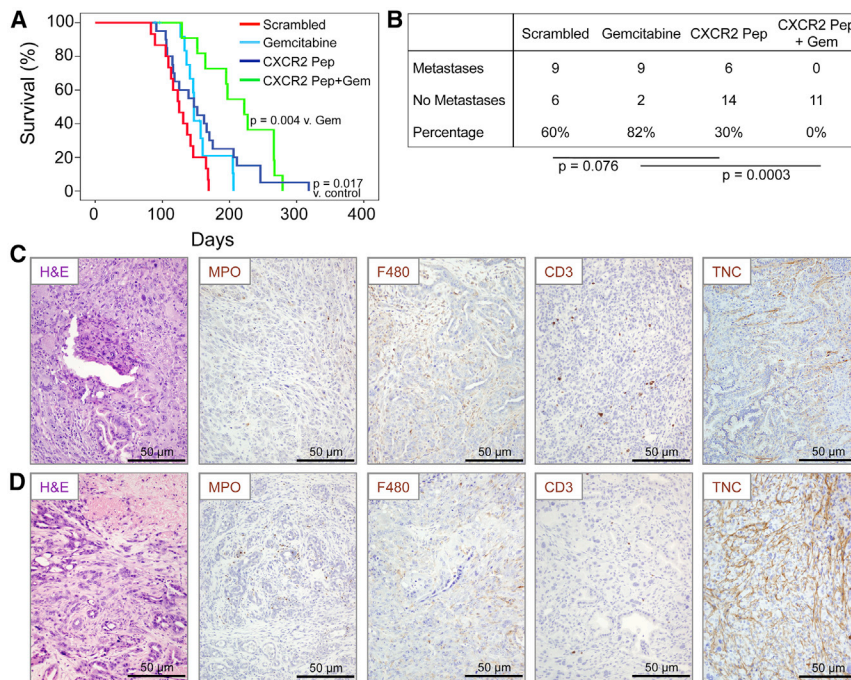 A
Survival (%)
100
80
60
40
20
0
0 100 200 300 400
Days
Scrambled
Gemcitabine
CXCR2 Pep
CXCR2 Pep+Gem
p = 0.004 v. Gem
p = 0.017
v. control
B
Scrambled Gemcitabine CXCR2 Pep CXCR2 Pep
+ Gem
Metastases 9 9 6 0
No Metastases 6 2 14 11
Percentage 60% 82% 30% 0%
p = 0.076
p = 0.0003
C
H&E MPO F480 CD3 TNC
50 µm 50 µm 50 µm 50 µm 50 µm
D
H&E MPO F480 CD3 TNC
50 µm 50 µm 50 µm 50 µm 50 µm